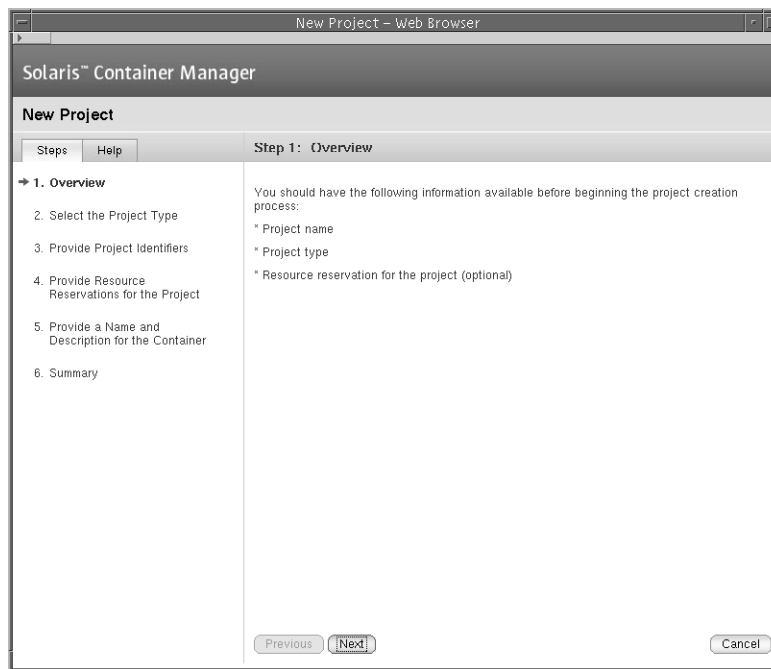 New Project – Web Browser
Solaris™ Container Manager
New Project
Steps
Help
Step 1: Overview
1. Overview
2. Select the Project Type
3. Provide Project Identifiers
4. Provide Resource
Reservations for the Project
5. Provide a Name and
Description for the Container
6. Summary
You should have the following information available before beginning the project creation
process:
* Project name
* Project type
* Resource reservation for the project (optional)
Previous
Next
Cancel